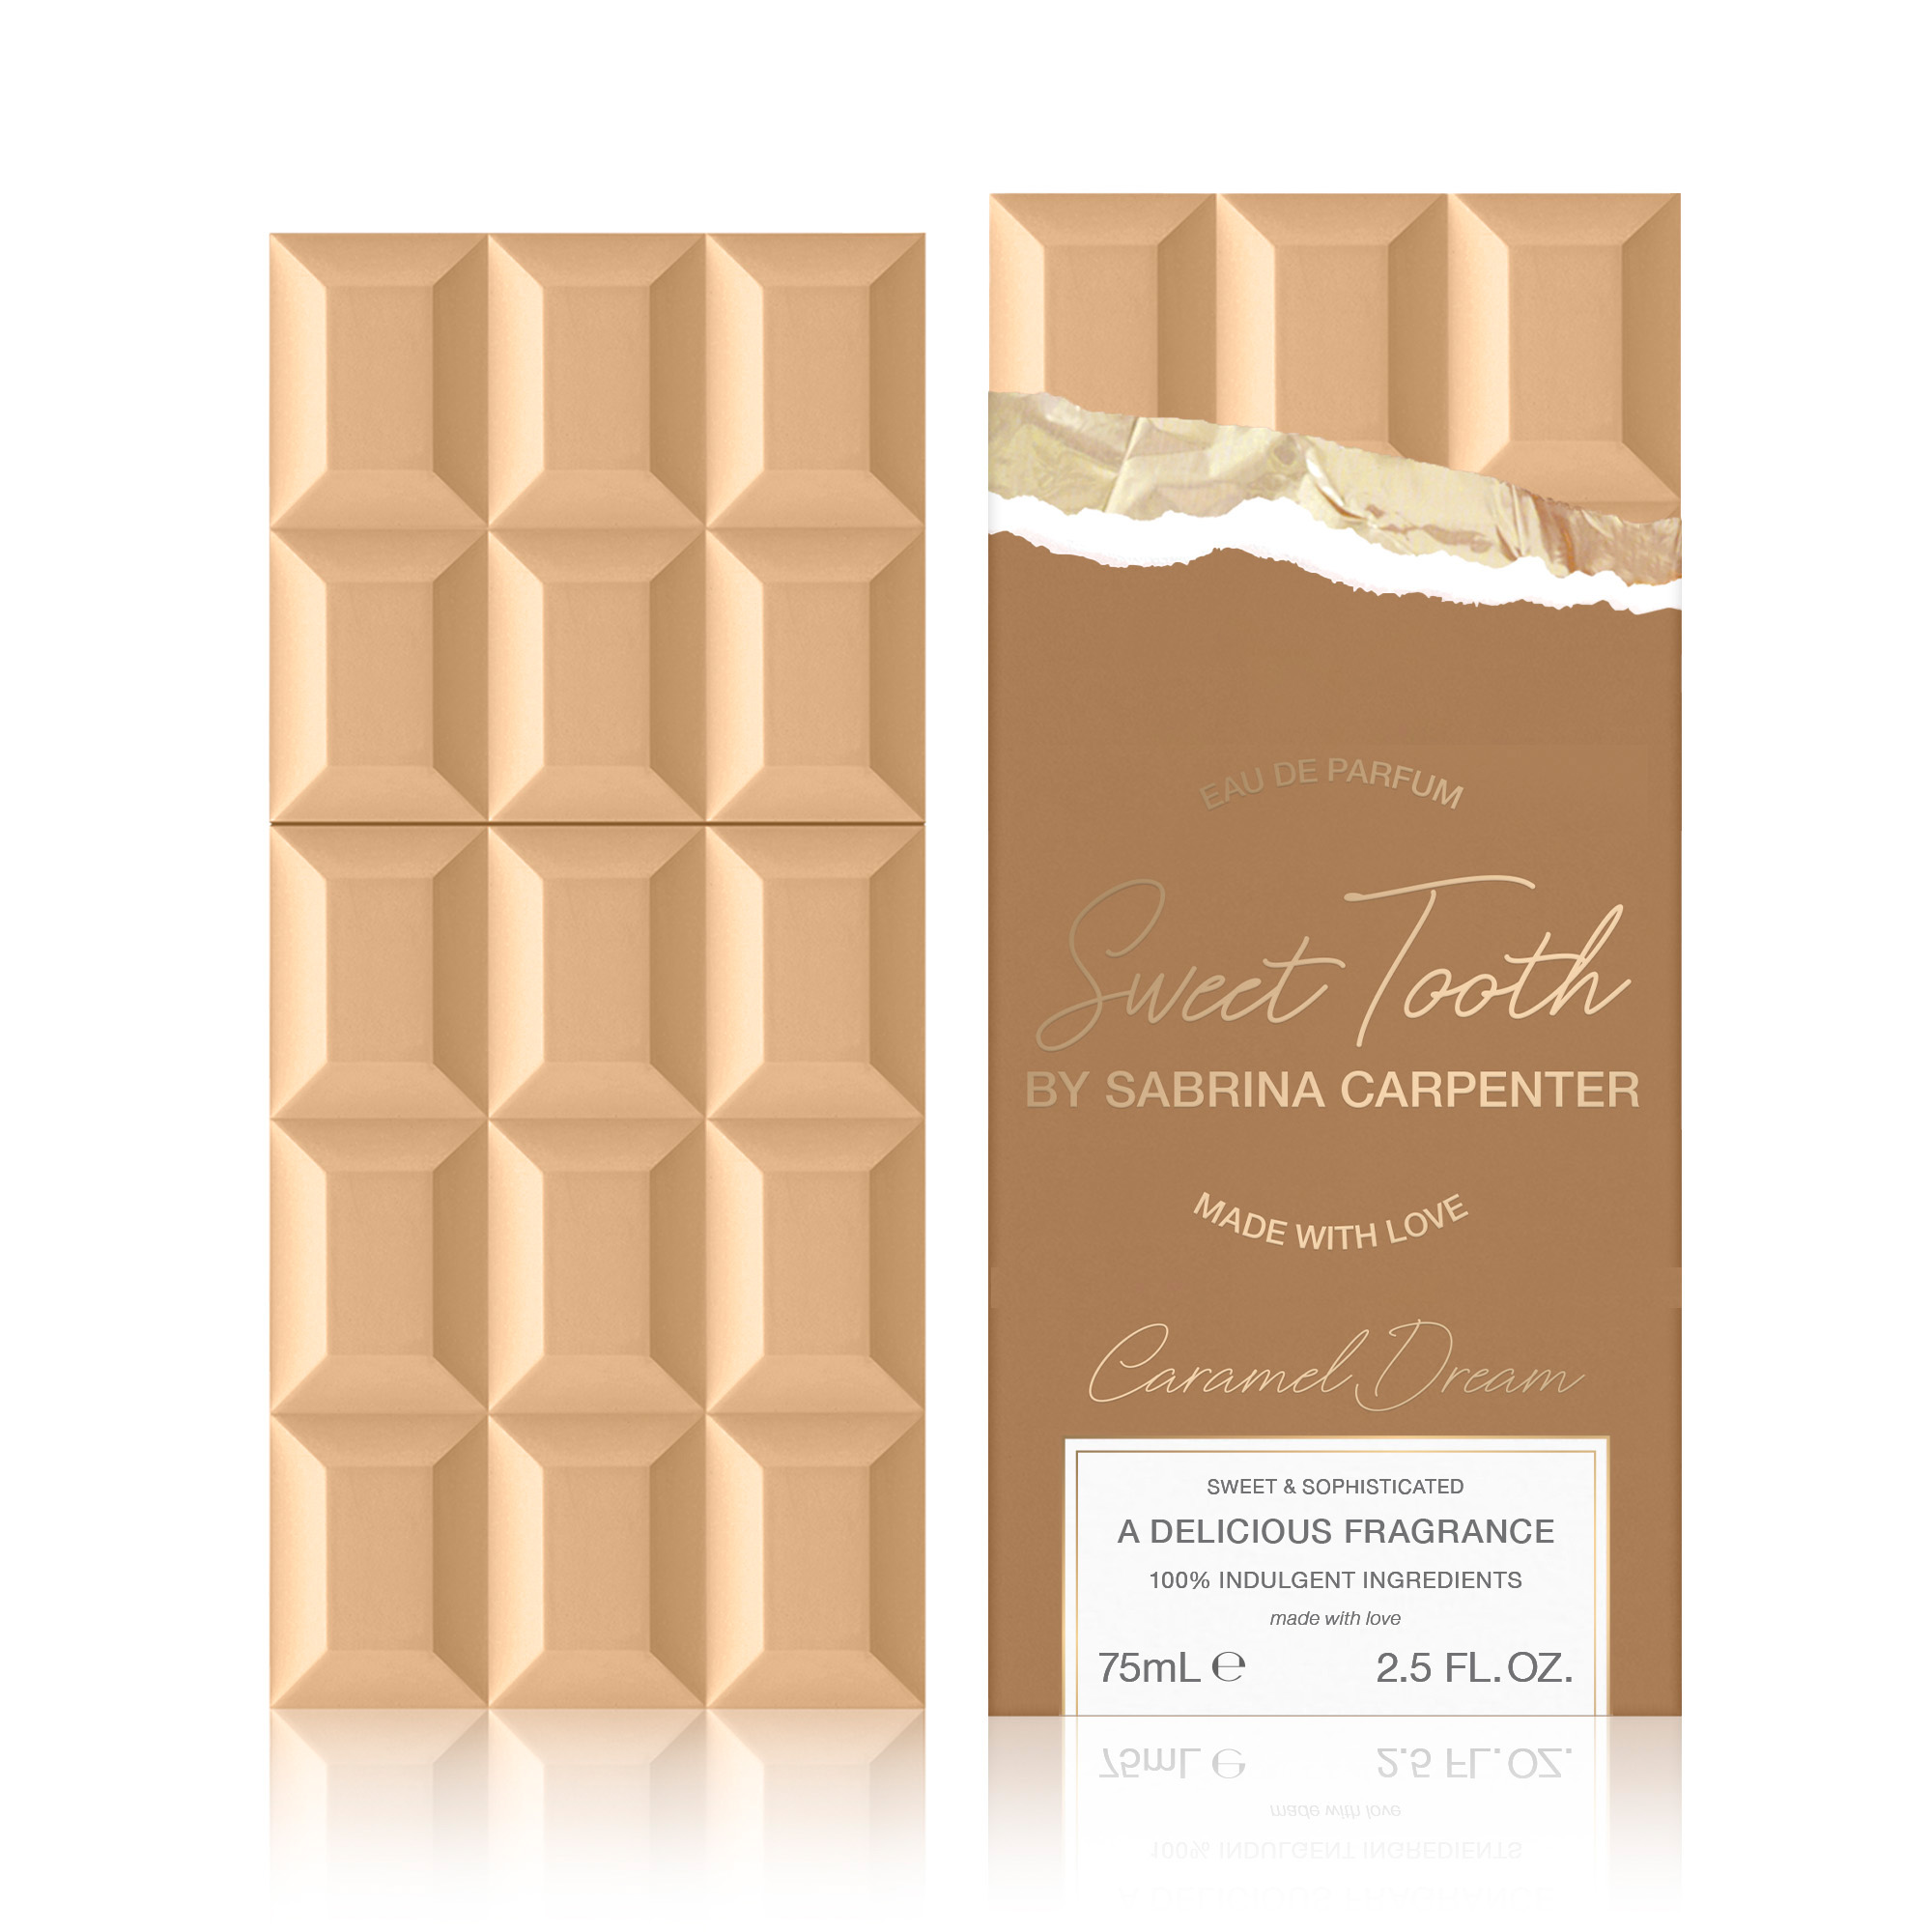 EAU DE PARFUM
Sweet Tooth
BY SABRINA CARPENTER
MADE WITH LOVE
Caramel Dream
SWEET & SOPHISTICATED
A DELICIOUS FRAGRANCE
100% INDULGENT INGREDIENTS
made with love
75mL ℮ 2.5 FL. OZ.